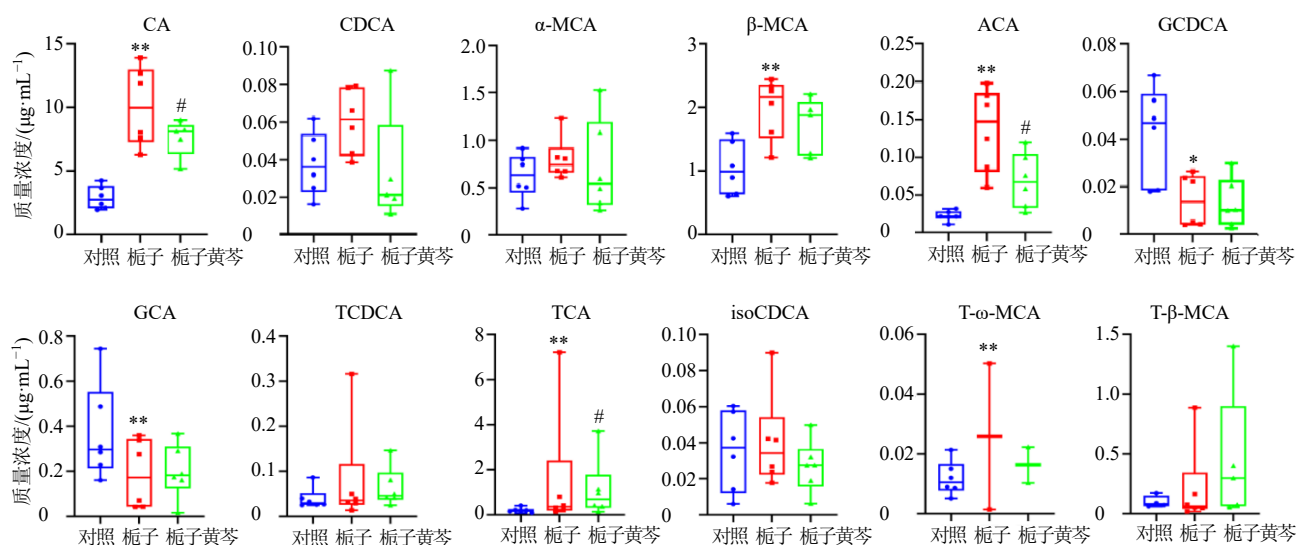 CA
CDCA
α-MCA
β-MCA
ACA
GCDCA
质量浓度/(μg·mL⁻¹)
15
10
5
0
**
#
对照 栀子 栀子黄芩
0.10
0.08
0.06
0.04
0.02
0
对照 栀子 栀子黄芩
2.0
1.5
1.0
0.5
0
对照 栀子 栀子黄芩
3
2
1
0
**
对照 栀子 栀子黄芩
0.25
0.20
0.15
0.10
0.05
0
**
#
对照 栀子 栀子黄芩
0.08
0.06
0.04
0.02
0
*
对照 栀子 栀子黄芩
GCA
TCDCA
TCA
isoCDCA
T-ω-MCA
T-β-MCA
质量浓度/(μg·mL⁻¹)
0.8
0.6
0.4
0.2
0
**
对照 栀子 栀子黄芩
0.4
0.3
0.2
0.1
0
对照 栀子 栀子黄芩
8
6
4
2
0
**
#
对照 栀子 栀子黄芩
0.10
0.08
0.06
0.04
0.02
0
对照 栀子 栀子黄芩
0.06
0.04
0.02
0
**
对照 栀子 栀子黄芩
1.5
1.0
0.5
0
对照 栀子 栀子黄芩